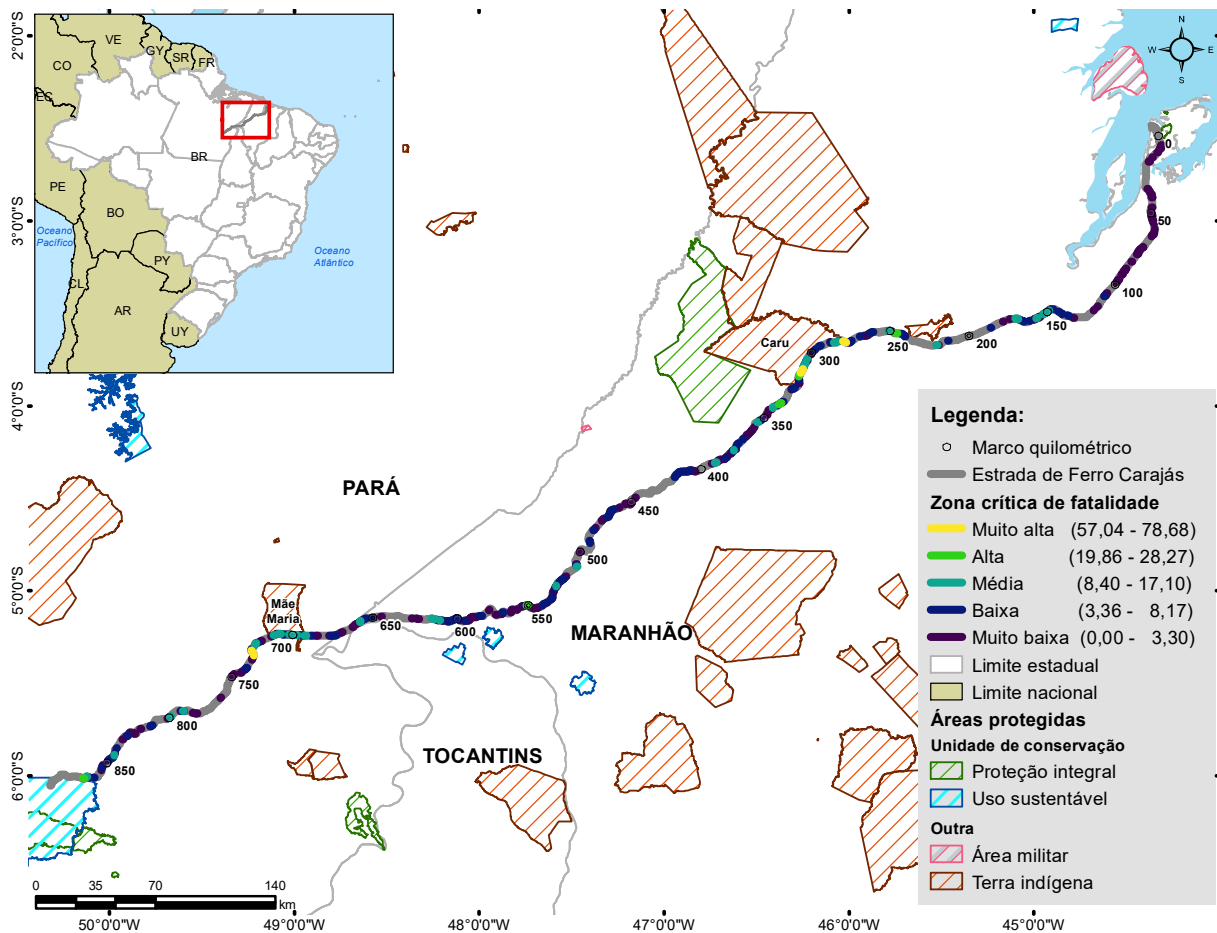 2°0'0"S
3°0'0"S
4°0'0"S
5°0'0"S
6°0'0"S
VE
GY
SR
FR
CO
EC
BR
PE
BO
Oceano
Pacífico
PY
Oceano
Atlântico
CL
AR
UY
N
W
E
S
0
50
100
150
200
250
Caru
300
350
400
450
500
550
600
650
Mãe
Maria
700
750
800
850
PARÁ
MARANHÃO
TOCANTINS
Legenda:
Marco quilométrico
Estrada de Ferro Carajás
Zona crítica de fatalidade
Muito alta (57,04 - 78,68)
Alta (19,86 - 28,27)
Média (8,40 - 17,10)
Baixa (3,36 - 8,17)
Muito baixa (0,00 - 3,30)
Limite estadual
Limite nacional
Áreas protegidas
Unidade de conservação
Proteção integral
Uso sustentável
Outra
Área militar
Terra indígena
0 35 70 140
km
50°0'0"W 49°0'0"W 48°0'0"W 47°0'0"W 46°0'0"W 45°0'0"W